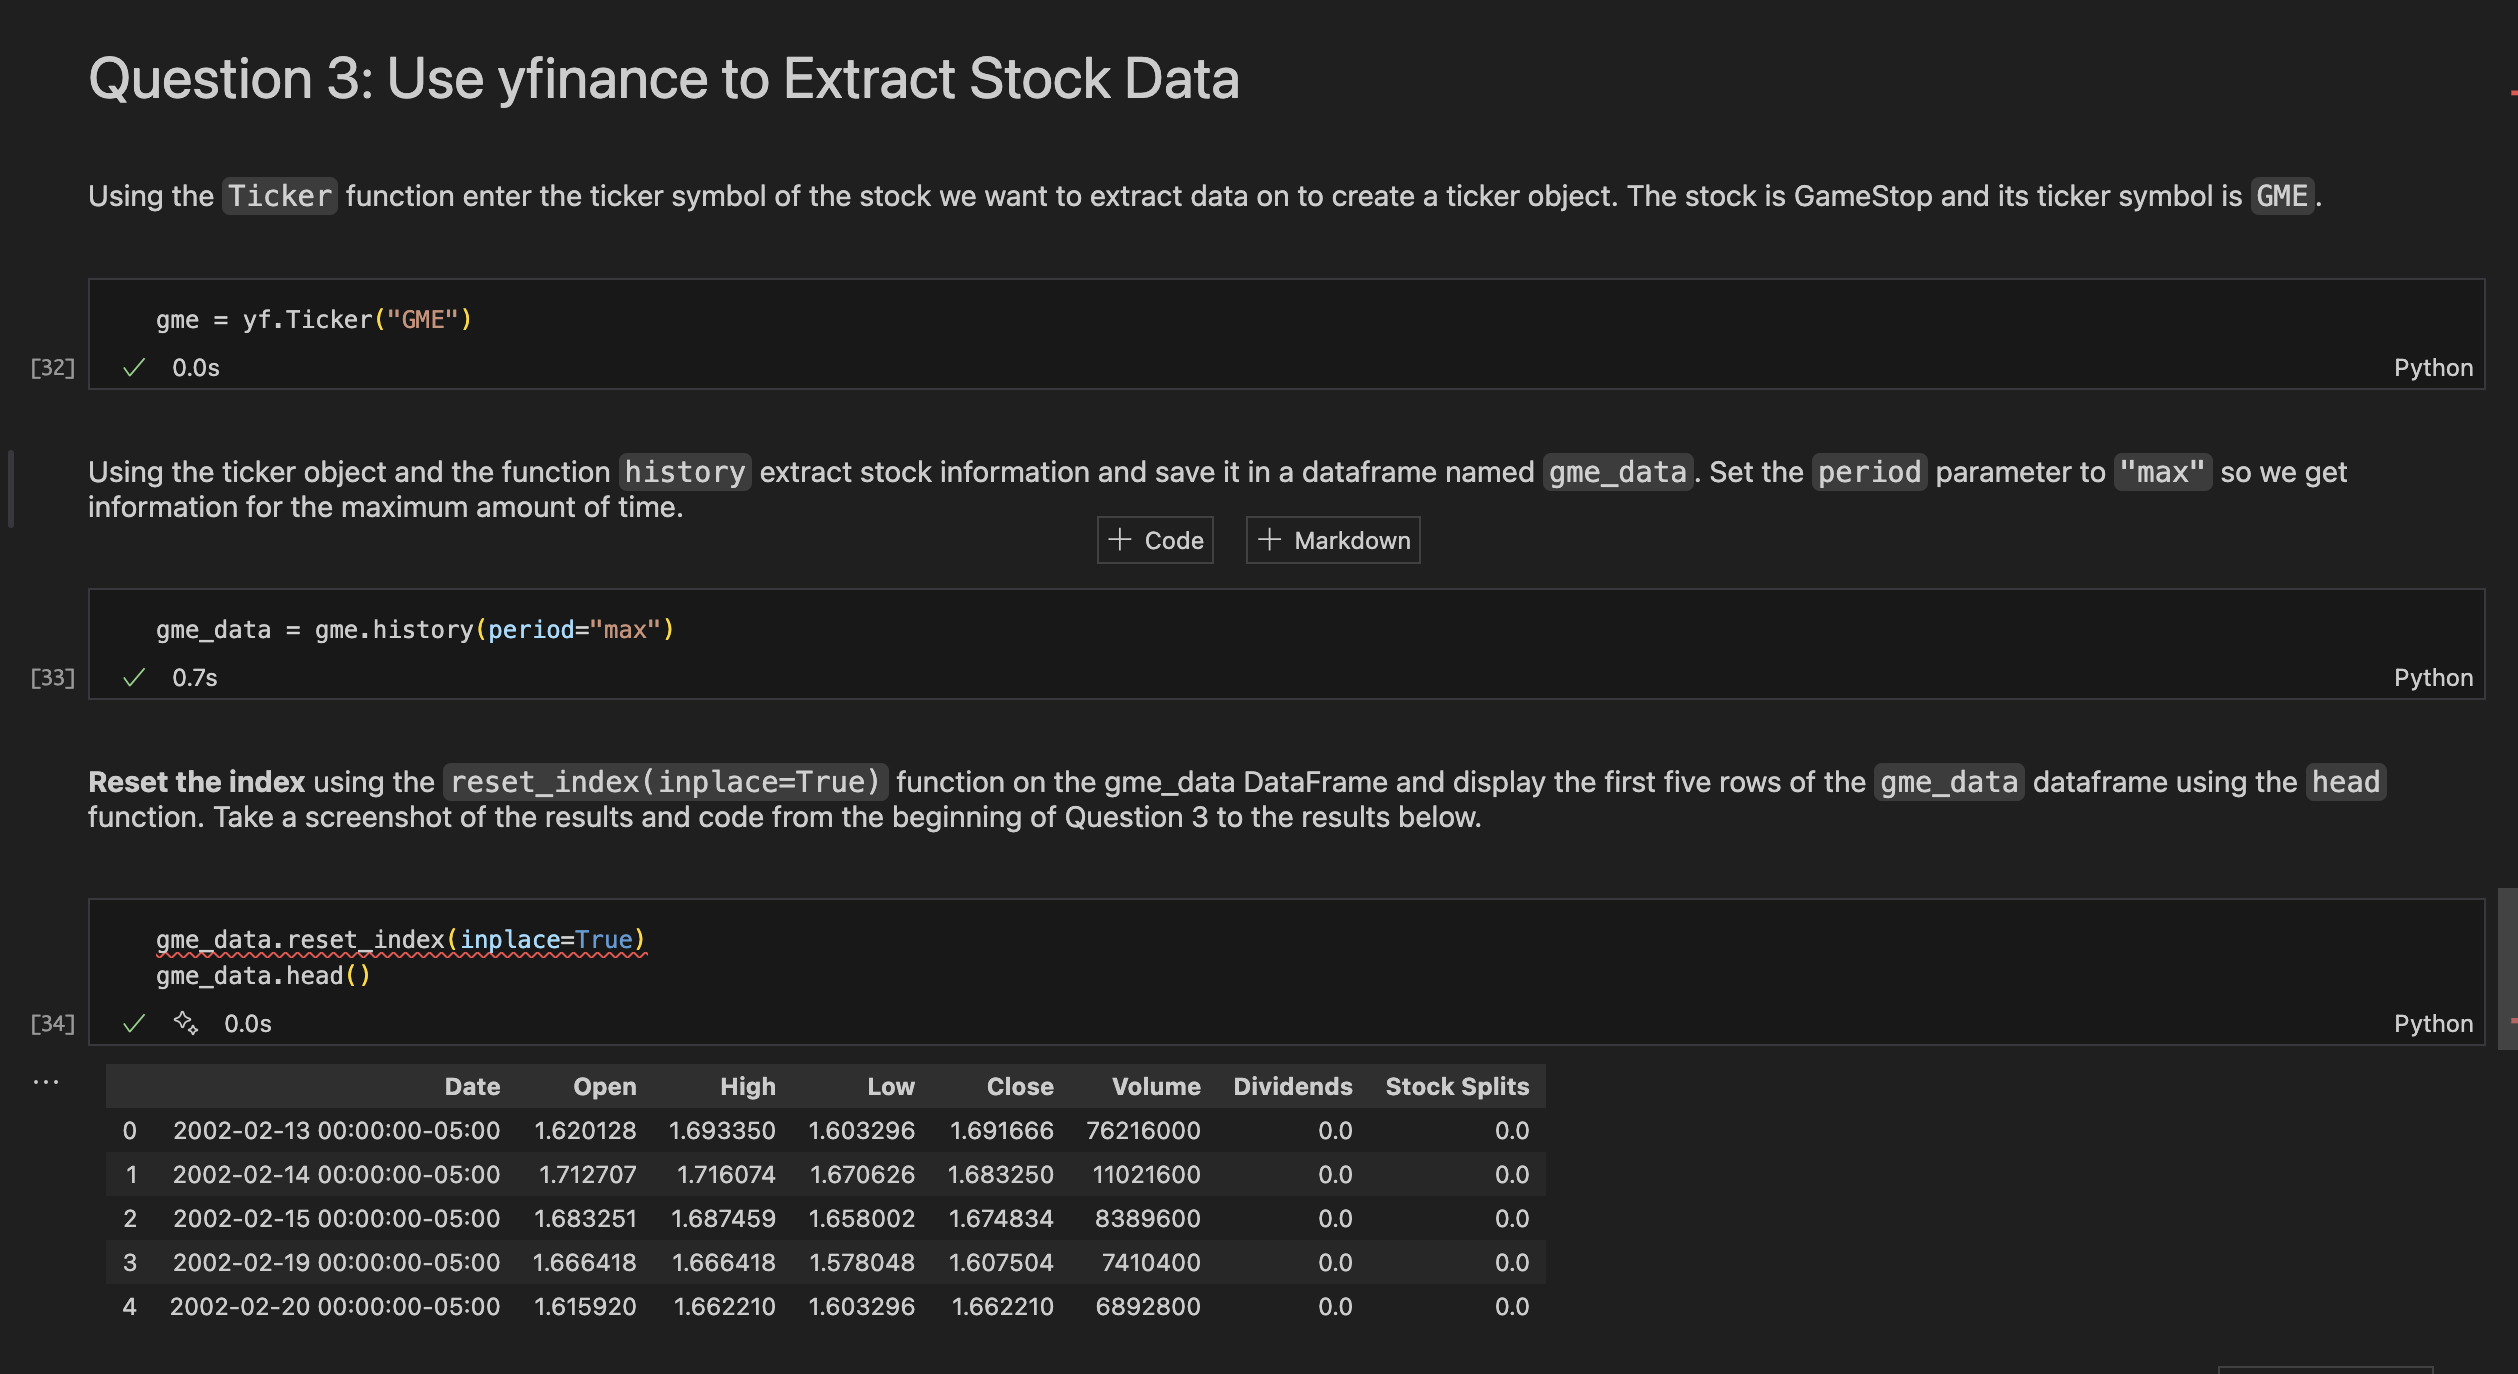 Question 3: Use yfinance to Extract Stock Data
Using the Ticker function enter the ticker symbol of the stock we want to extract data on to create a ticker object. The stock is GameStop and its ticker symbol is GME.
gme = yf.Ticker("GME")
[32] 0.0s Python
Using the ticker object and the function history extract stock information and save it in a dataframe named gme_data. Set the period parameter to "max" so we get
information for the maximum amount of time.
+ Code + Markdown
gme_data = gme.history(period="max")
[33] 0.7s Python
Reset the index using the reset_index(inplace=True) function on the gme_data DataFrame and display the first five rows of the gme_data dataframe using the head
function. Take a screenshot of the results and code from the beginning of Question 3 to the results below.
gme_data.reset_index(inplace=True)
gme_data.head()
[34] 0.0s Python
... Date Open High Low Close Volume Dividends Stock Splits
0 2002-02-13 00:00:00-05:00 1.620128 1.693350 1.603296 1.691666 76216000 0.0 0.0
1 2002-02-14 00:00:00-05:00 1.712707 1.716074 1.670626 1.683250 11021600 0.0 0.0
2 2002-02-15 00:00:00-05:00 1.683251 1.687459 1.658002 1.674834 8389600 0.0 0.0
3 2002-02-19 00:00:00-05:00 1.666418 1.666418 1.578048 1.607504 7410400 0.0 0.0
4 2002-02-20 00:00:00-05:00 1.615920 1.662210 1.603296 1.662210 6892800 0.0 0.0